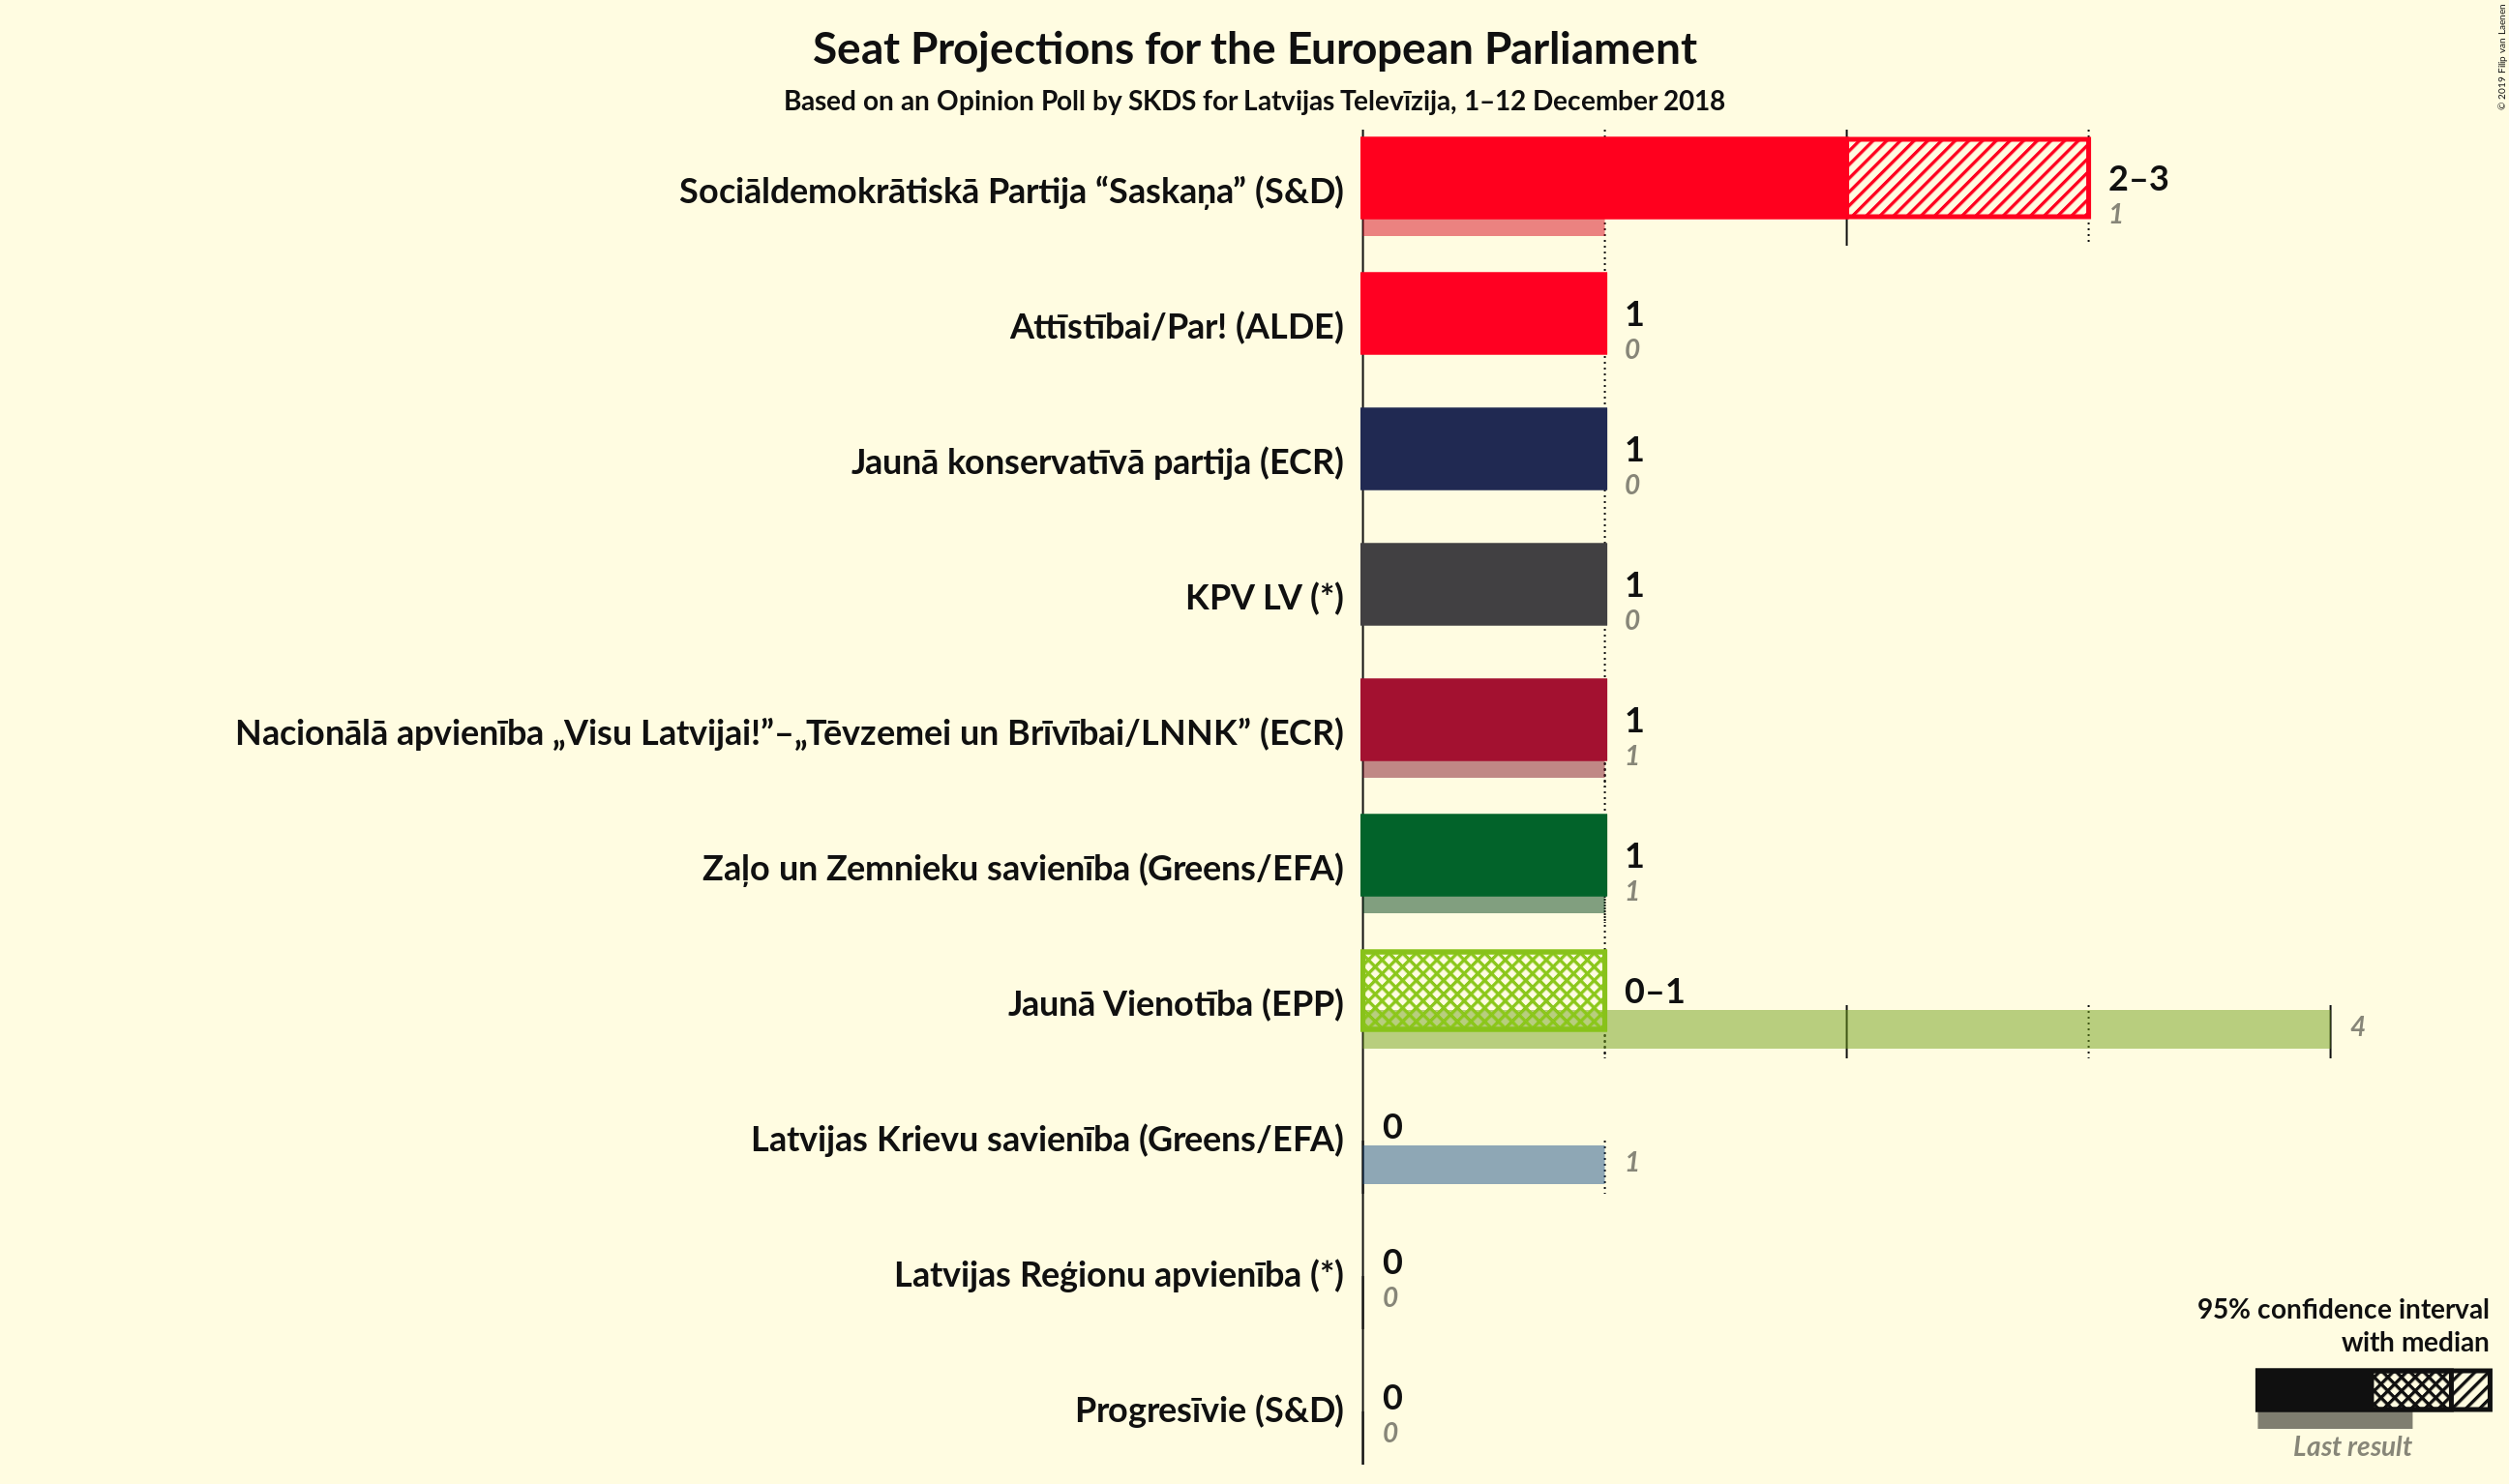 Seat Projections for the European Parliament
Based on an Opinion Poll by SKDS for Latvijas Televīzija, 1–12 December 2018
© 2019 Filip van Laenen
Sociāldemokrātiskā Partija “Saskaņa” (S&D)
2–3
1
Attīstībai/Par! (ALDE)
1
0
Jaunā konservatīvā partija (ECR)
1
0
KPV LV (*)
1
0
Nacionālā apvienība „Visu Latvijai!”–„Tēvzemei un Brīvībai/LNNK” (ECR)
1
1
Zaļo un Zemnieku savienība (Greens/EFA)
1
1
Jaunā Vienotība (EPP)
0–1
4
Latvijas Krievu savienība (Greens/EFA)
0
1
Latvijas Reģionu apvienība (*)
0
0
Progresīvie (S&D)
0
0
95% confidence interval
with median
Last result